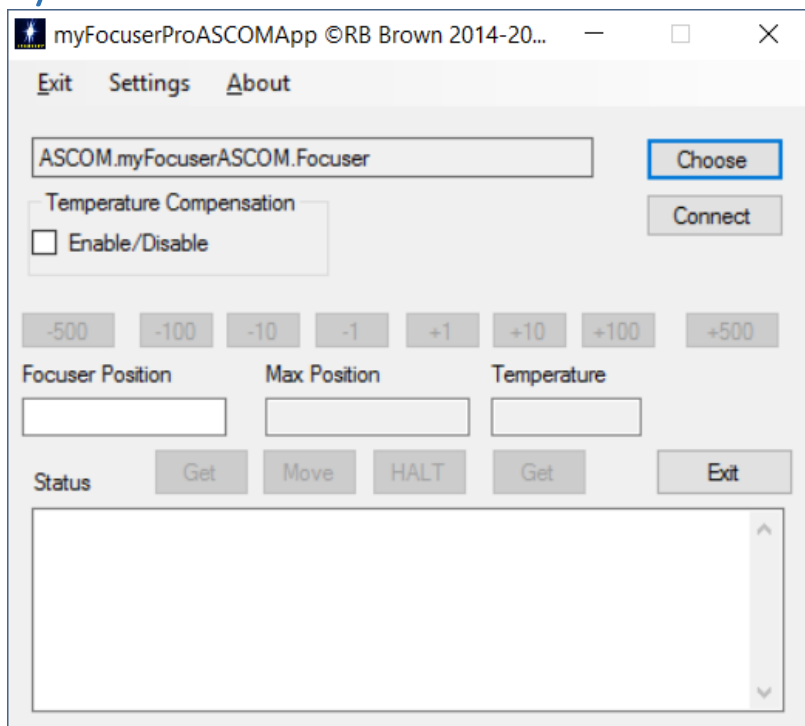 myFocuserProASCOMApp ©RB Brown 2014-20...
Exit Settings About
ASCOM.myFocuserASCOM.Focuser
Choose
Temperature Compensation
Connect
Enable/Disable
-500 -100 -10 -1 +1 +10 +100 +500
Focuser Position Max Position Temperature
Status Get Move HALT Get Exit